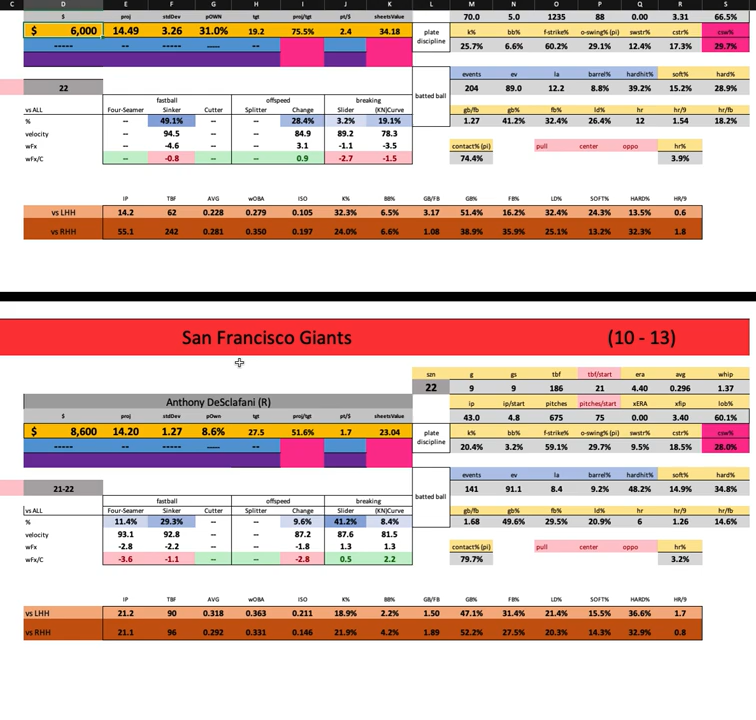 C D E F G H I J K L M N O P Q R S
70.0 5.0 1235 88 0.00 3.31 66.5%
$ proj stdDev pOWN tgt proj/tgt pt/$ sheetsValue
$ 6,000 14.49 3.26 31.0% 19.2 75.5% 2.4 34.18 plate discipline k% bb% f-strike% o-swing% (pi) swstr% cstr% csw%
----- -- ----- ---- --
25.7% 6.6% 60.2% 29.1% 12.4% 17.3% 29.7%
events ev la barrel% hardhit% soft% hard%
22 batted ball 204 89.0 12.2 8.8% 39.2% 15.2% 28.9%
fastball offspeed breaking
vs ALL Four-Seamer Sinker Cutter Splitter Change Slider (KN)Curve gb/fb gb% fb% ld% hr hr/9 hr/fb
% -- 49.1% -- -- 28.4% 3.2% 19.1% 1.27 41.2% 32.4% 26.4% 12 1.54 18.2%
velocity -- 94.5 -- -- 84.9 89.2 78.3
wFx -- -4.6 -- -- 3.1 -1.1 -3.5 contact% (pi) pull center oppo hr%
wFx/C -- -0.8 -- -- 0.9 -2.7 -1.5 74.4% 3.9%
IP TBF AVG wOBA ISO K% BB% GB/FB GB% FB% LD% SOFT% HARD% HR/9
vs LHH 14.2 62 0.228 0.279 0.105 32.3% 6.5% 3.17 51.4% 16.2% 32.4% 24.3% 13.5% 0.6
vs RHH 55.1 242 0.281 0.350 0.197 24.0% 6.6% 1.08 38.9% 35.9% 25.1% 13.2% 32.3% 1.8
San Francisco Giants (10 - 13)
szn g gs tbf tbf/start era avg whip
22 9 9 186 21 4.40 0.296 1.37
Anthony DeSclafani (R) ip ip/start pitches pitches/start xERA xfip lob%
$ proj stdDev pOwn tgt proj/tgt pt/$ sheetsValue 43.0 4.8 675 75 0.00 3.40 60.1%
$ 8,600 14.20 1.27 8.6% 27.5 51.6% 1.7 23.04 plate discipline k% bb% f-strike% o-swing% (pi) swstr% cstr% csw%
----- -- ----- ---- --
20.4% 3.2% 59.1% 29.7% 9.5% 18.5% 28.0%
events ev la barrel% hardhit% soft% hard%
21-22 batted ball 141 91.1 8.4 9.2% 48.2% 14.9% 34.8%
fastball offspeed breaking
vs ALL Four-Seamer Sinker Cutter Splitter Change Slider (KN)Curve gb/fb gb% fb% ld% hr hr/9 hr/fb
% 11.4% 29.3% -- -- 9.6% 41.2% 8.4% 1.68 49.6% 29.5% 20.9% 6 1.26 14.6%
velocity 93.1 92.8 -- -- 87.2 87.6 81.5
wFx -2.8 -2.2 -- -- -1.8 1.3 1.3 contact% (pi) pull center oppo hr%
wFx/C -3.6 -1.1 -- -- -2.8 0.5 2.2 79.7% 3.2%
IP TBF AVG wOBA ISO K% BB% GB/FB GB% FB% LD% SOFT% HARD% HR/9
vs LHH 21.2 90 0.318 0.363 0.211 18.9% 2.2% 1.50 47.1% 31.4% 21.4% 15.5% 36.6% 1.7
vs RHH 21.1 96 0.292 0.331 0.146 21.9% 4.2% 1.89 52.2% 27.5% 20.3% 14.3% 32.9% 0.8